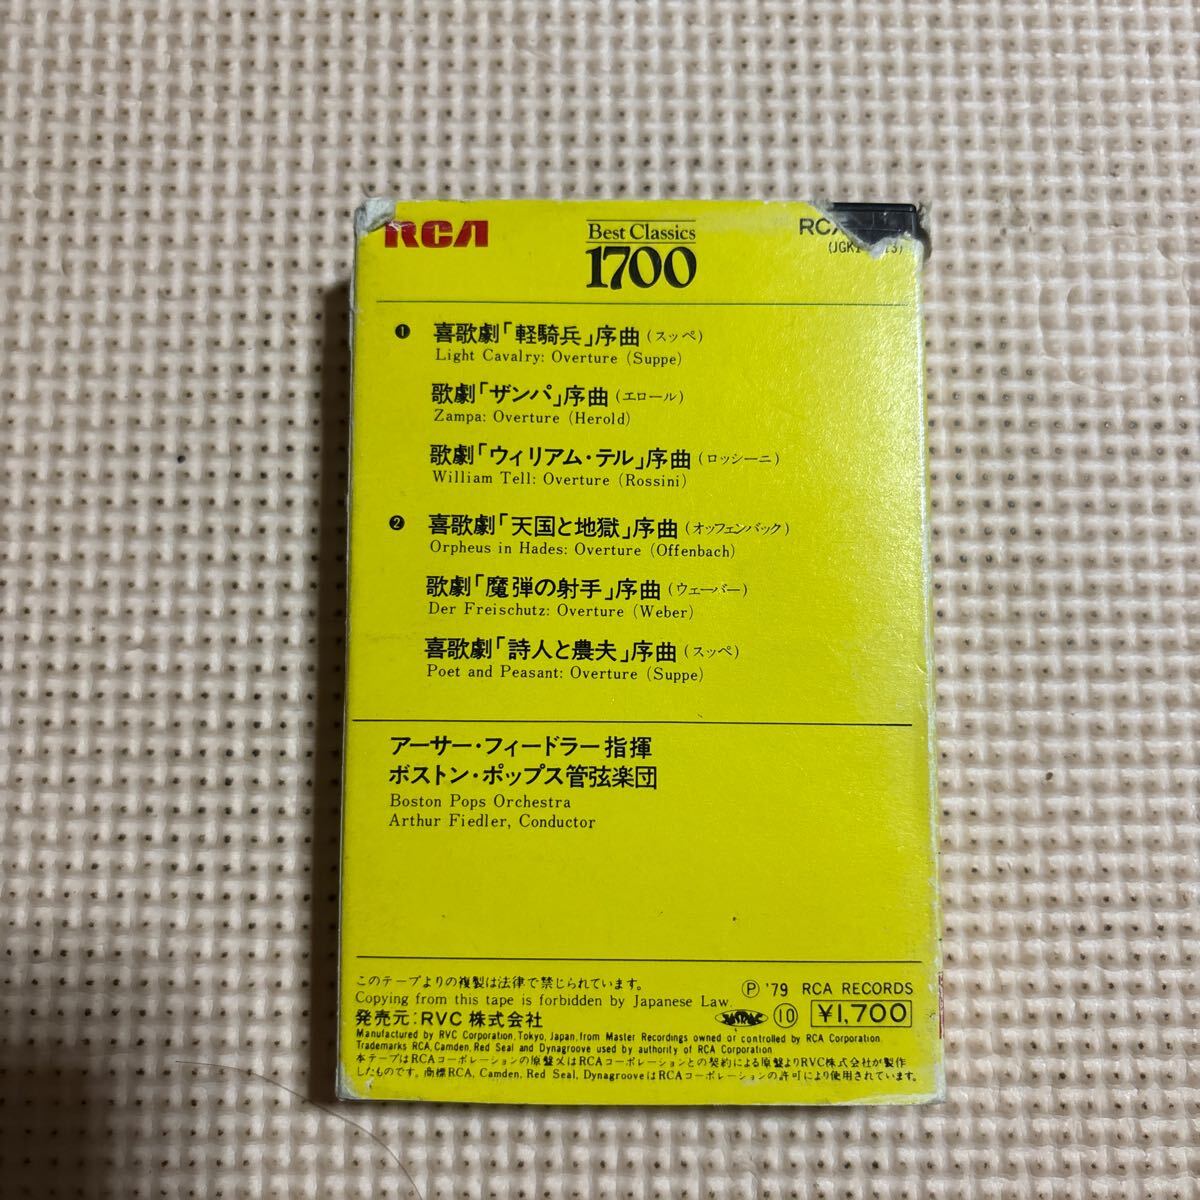 RCA
Best Classics
1700
❶ 喜歌劇「軽騎兵」序曲(スッペ)
Light Cavalry: Overture (Suppe)
歌劇「ザンパ」序曲(エロール)
Zampa: Overture (Herold)
歌劇「ウィリアム・テル」序曲(ロッシーニ)
William Tell: Overture (Rossini)
❷ 喜歌劇「天国と地獄」序曲(オッフェンバック)
Orpheus in Hades: Overture (Offenbach)
歌劇「魔弾の射手」序曲(ウェーバー)
Der Freischutz: Overture (Weber)
喜歌劇「詩人と農夫」序曲(スッペ)
Poet and Peasant: Overture (Suppe)
アーサー・フィードラー指揮
ボストン・ポップス管弦楽団
Boston Pops Orchestra
Arthur Fiedler, Conductor
このテープよりの複製は法律で禁じられています。
Copying from this tape is forbidden by Japanese Law.
Ⓟ '79 RCA RECORDS
発売元:RVC株式会社
⑩ ¥1,700
Manufactured by RVC Corporation, Tokyo, Japan, from Master Recordings owned or controlled by RCA Corporation.
Trademarks RCA, Camden, Red Seal and Dynagroove used by authority of RCA Corporation
本テープはRCAコーポレーションの原盤又はRCAコーポレーションとの契約による原盤よりRVC株式会社が製作
したものです。商標RCA, Camden, Red Seal, DynagrooveはRCAコーポレーションの許可により使用されています。